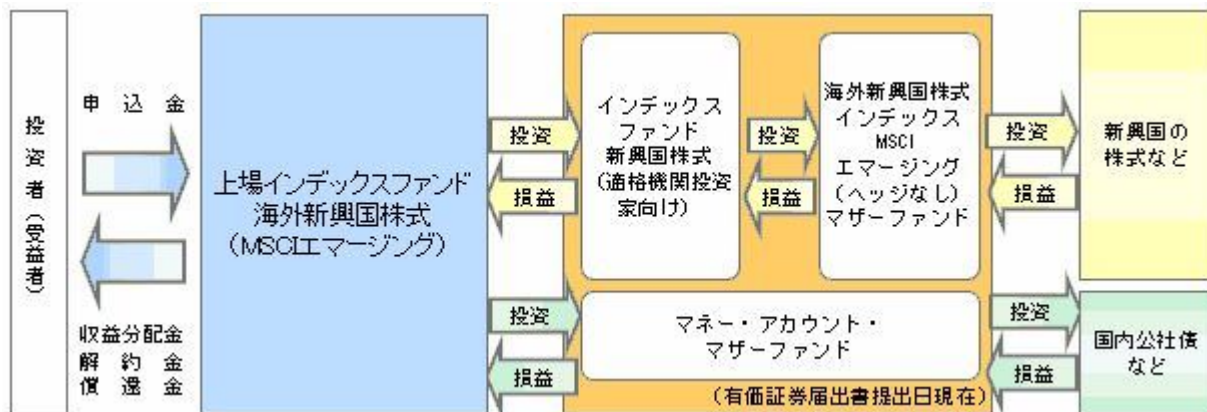 投資者(受益者)
申込金
収益分配金
解約金
償還金
上場インデックスファンド
海外新興国株式
(MSCIエマージング)
投資
損益
投資
損益
インデックス
ファンド
新興国株式
(適格機関投資
家向け)
投資
損益
海外新興国株式
インデックス
MSCI
エマージング
(ヘッジなし)
マザーファンド
マネー・アカウント・
マザーファンド
(有価証券届出書提出日現在)
投資
損益
投資
損益
新興国の
株式など
国内公社債
など